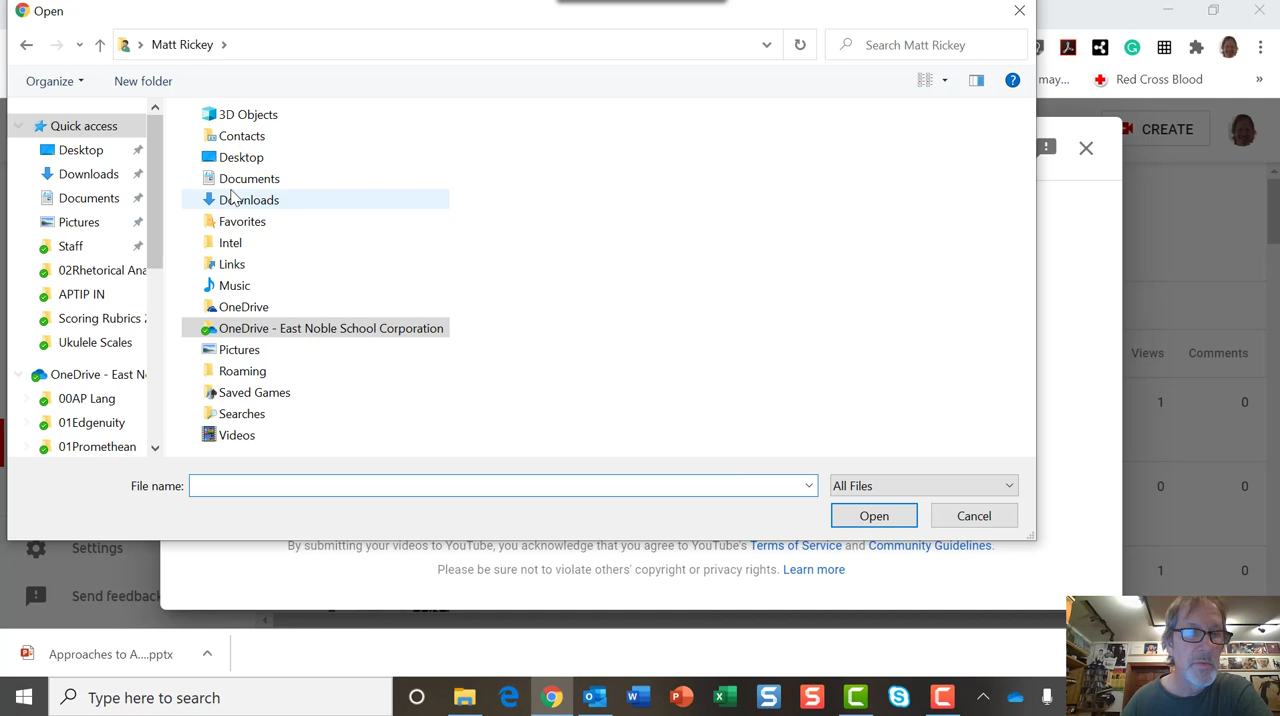 Open
Matt Rickey
Search Matt Rickey
Organize
New folder
may...
Red Cross Blood
»
Quick access
Desktop
Downloads
Documents
Pictures
Staff
02Rhetorical Ana
APTIP IN
Scoring Rubrics 2
Ukulele Scales
OneDrive - East N
00AP Lang
01Edgenuity
01Promethean
3D Objects
Contacts
Desktop
Documents
Downloads
Favorites
Intel
Links
Music
OneDrive
OneDrive - East Noble School Corporation
Pictures
Roaming
Saved Games
Searches
Videos
CREATE
Views Comments
1 0
0 0
1 0
File name:
All Files
Open Cancel
Settings
Send feedback
By submitting your videos to YouTube, you acknowledge that you agree to YouTube's Terms of Service and Community Guidelines.
Please be sure not to violate others' copyright or privacy rights. Learn more
Approaches to A....pptx
Type here to search